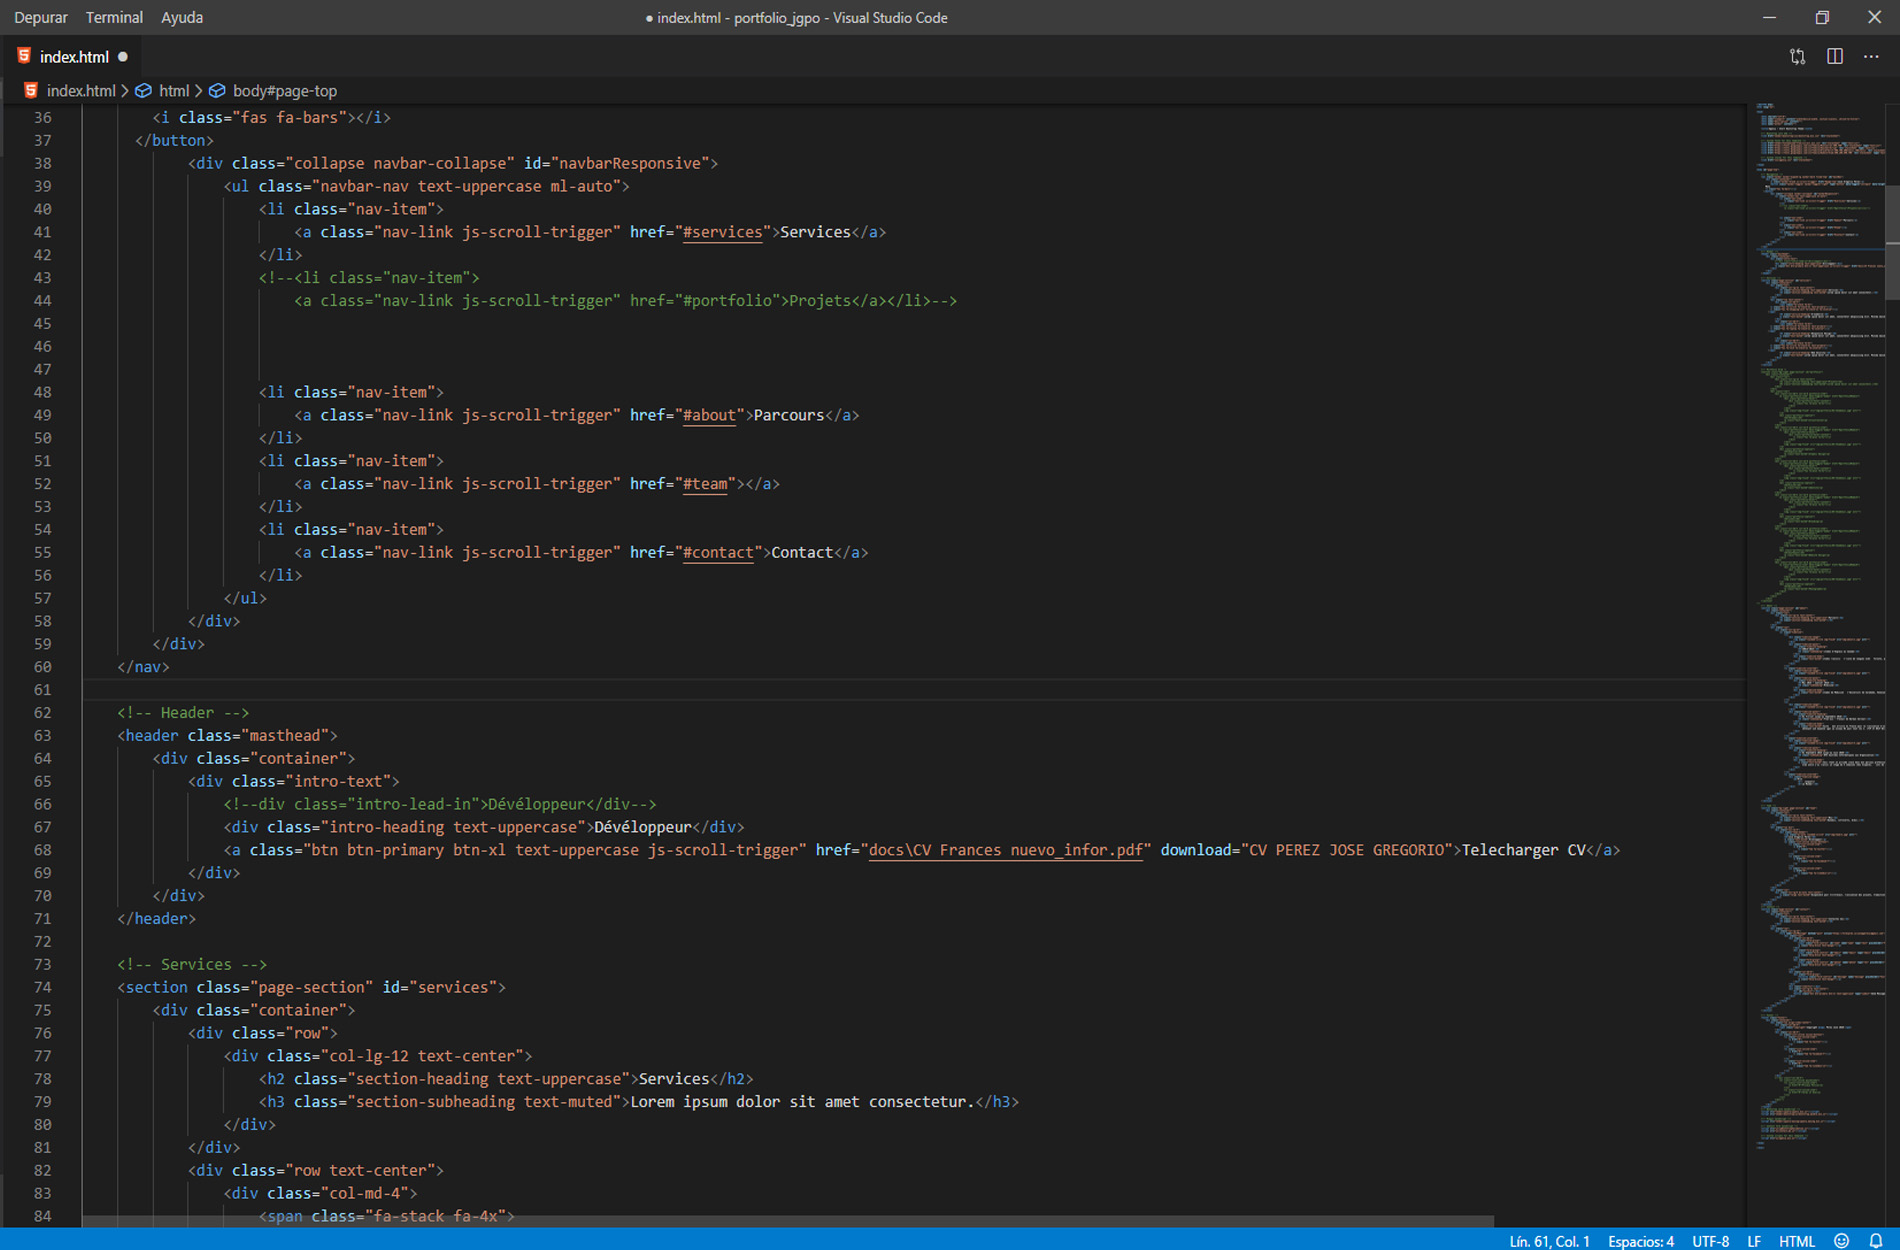 Depurar Terminal Ayuda ● index.html - portfolio_jgpo - Visual Studio Code
index.html ●
index.html > html > body#page-top
36 <i class="fas fa-bars"></i>
37 </button>
38 <div class="collapse navbar-collapse" id="navbarResponsive">
39 <ul class="navbar-nav text-uppercase ml-auto">
40 <li class="nav-item">
41 <a class="nav-link js-scroll-trigger" href="#services">Services</a>
42 </li>
43 <!--<li class="nav-item">
44 <a class="nav-link js-scroll-trigger" href="#portfolio">Projets</a></li>-->
45
46
47
48 <li class="nav-item">
49 <a class="nav-link js-scroll-trigger" href="#about">Parcours</a>
50 </li>
51 <li class="nav-item">
52 <a class="nav-link js-scroll-trigger" href="#team"></a>
53 </li>
54 <li class="nav-item">
55 <a class="nav-link js-scroll-trigger" href="#contact">Contact</a>
56 </li>
57 </ul>
58 </div>
59 </div>
60 </nav>
61
62 <!-- Header -->
63 <header class="masthead">
64 <div class="container">
65 <div class="intro-text">
66 <!--div class="intro-lead-in">Dévéloppeur</div-->
67 <div class="intro-heading text-uppercase">Dévéloppeur</div>
68 <a class="btn btn-primary btn-xl text-uppercase js-scroll-trigger" href="docs\CV Frances nuevo_infor.pdf" download="CV PEREZ JOSE GREGORIO">Telecharger CV</a>
69 </div>
70 </div>
71 </header>
72
73 <!-- Services -->
74 <section class="page-section" id="services">
75 <div class="container">
76 <div class="row">
77 <div class="col-lg-12 text-center">
78 <h2 class="section-heading text-uppercase">Services</h2>
79 <h3 class="section-subheading text-muted">Lorem ipsum dolor sit amet consectetur.</h3>
80 </div>
81 </div>
82 <div class="row text-center">
83 <div class="col-md-4">
84 <span class="fa-stack fa-4x">
Lín. 61, Col. 1 Espacios: 4 UTF-8 LF HTML